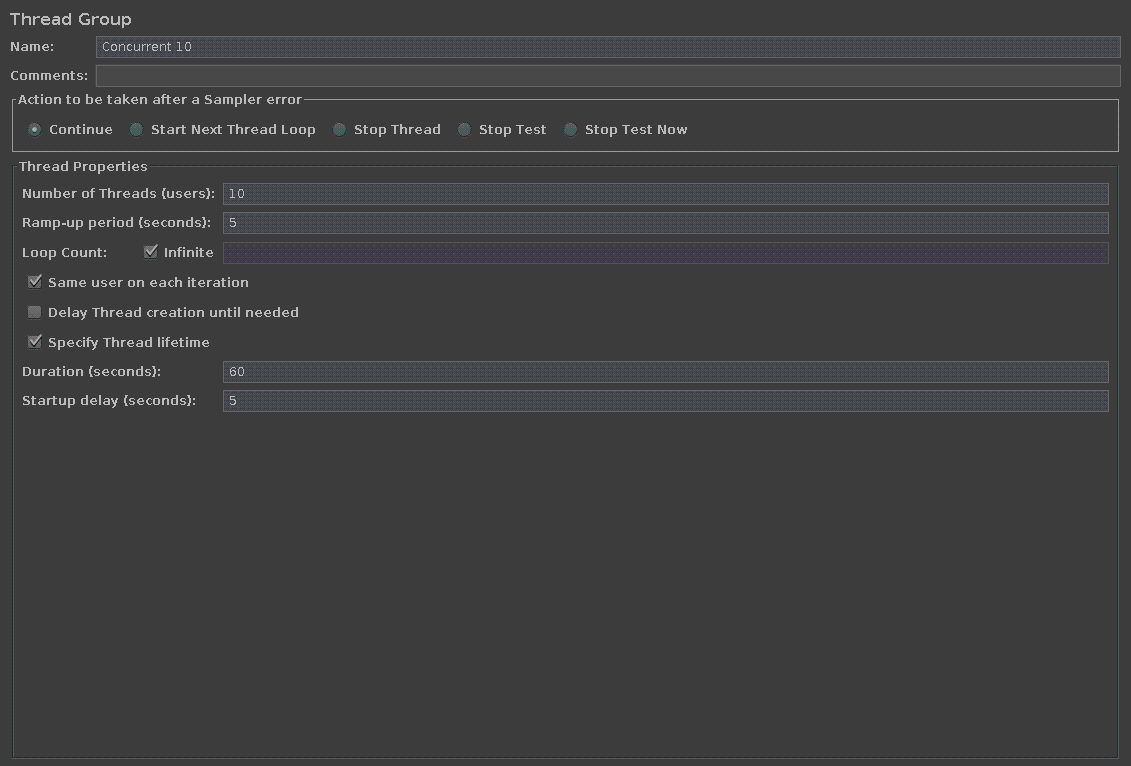 Thread Group
Name: Concurrent 10
Comments:
Action to be taken after a Sampler error
Continue Start Next Thread Loop Stop Thread Stop Test Stop Test Now
Thread Properties
Number of Threads (users): 10
Ramp-up period (seconds): 5
Loop Count: Infinite
Same user on each iteration
Delay Thread creation until needed
Specify Thread lifetime
Duration (seconds): 60
Startup delay (seconds): 5